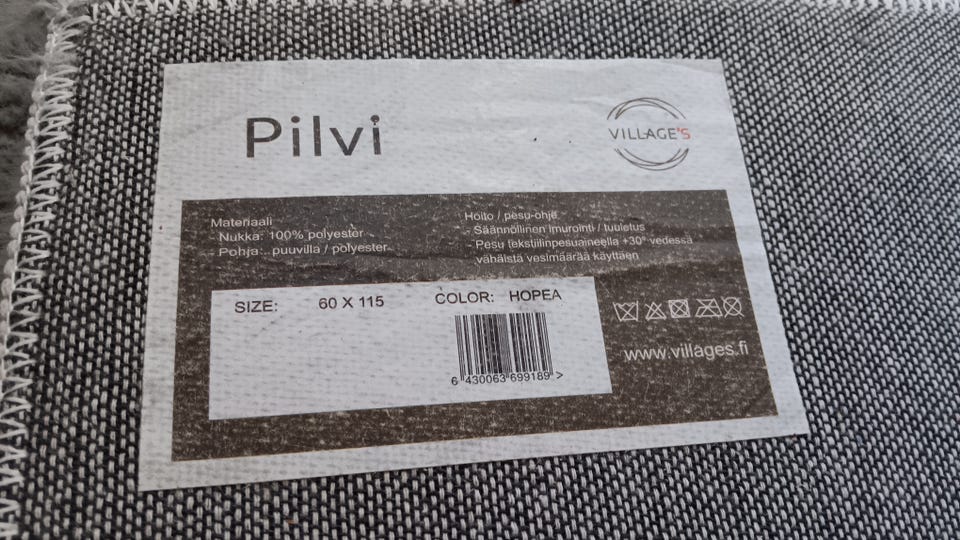 Pilvi
VILLAGE'S
Materiaali
- Nukka: 100% polyester
- Pohja: puuvilla / polyester
Hoito / pesu-ohje
- Säännöllinen imurointi / tuuletus
- Pesu tekstiilinpesuaineella +30° vedessä
vähäistä vesimäärää käyttäen
SIZE: 60 X 115 COLOR: HOPEA
6 430063 699189 >
www.villages.fi